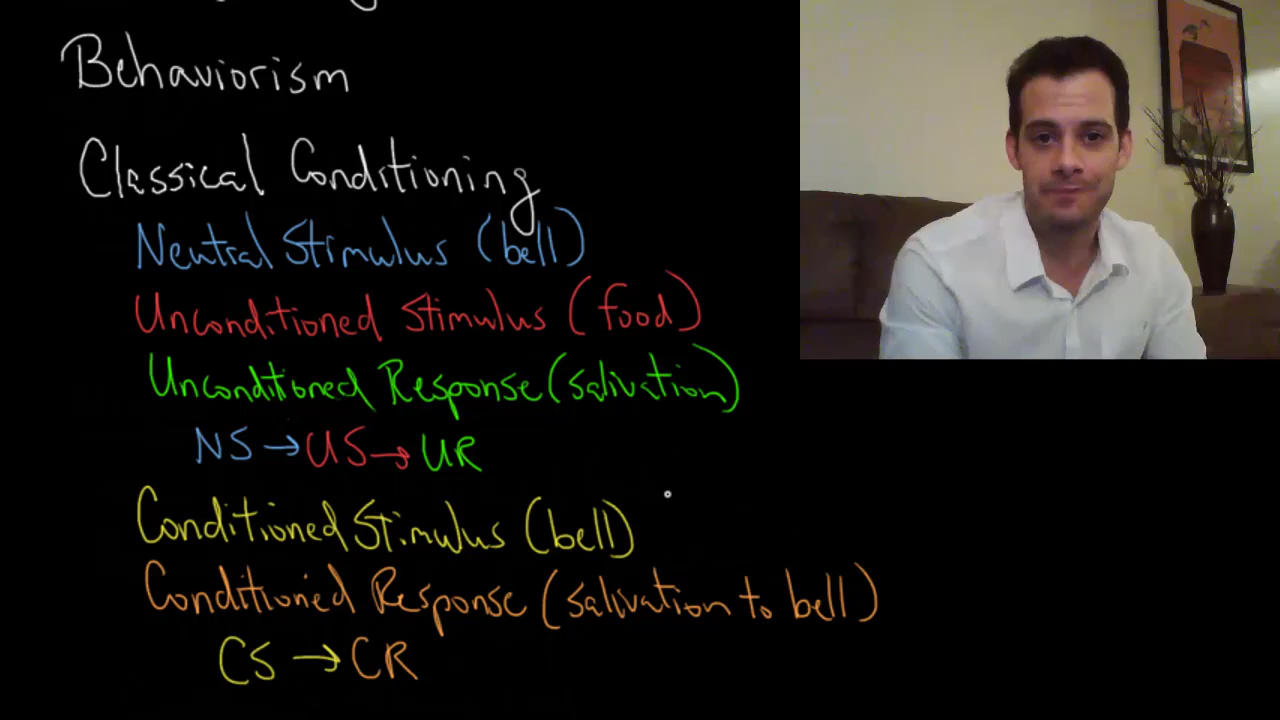 Behaviorism
Classical Conditioning
Neutral Stimulus (bell)
Unconditioned Stimulus (food)
Unconditioned Response (salivation)
NS → US → UR
Conditioned Stimulus (bell)
Conditioned Response (salivation to bell)
CS → CR